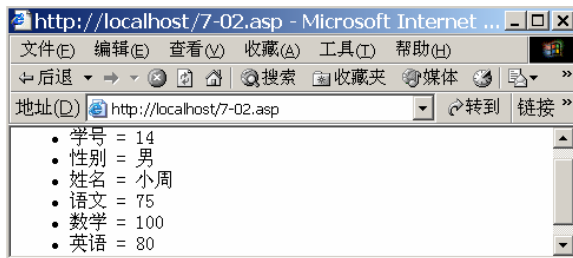 http://localhost/7-02.asp - Microsoft Internet ...
文件(F) 编辑(E) 查看(V) 收藏(A) 工具(T) 帮助(H)
后退 搜索 收藏夹 媒体 »
地址(D) http://localhost/7-02.asp 转到 链接 »
• 学号 = 14
• 性别 = 男
• 姓名 = 小周
• 语文 = 75
• 数学 = 100
• 英语 = 80